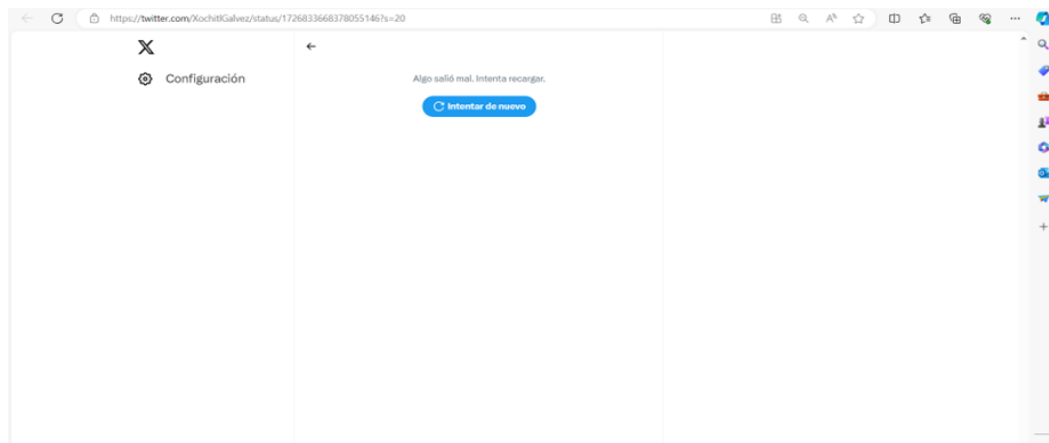 https://twitter.com/XochitlGalvez/status/1726833668378055146?s=20
Configuración
Algo salió mal. Intenta recargar.
Intentar de nuevo